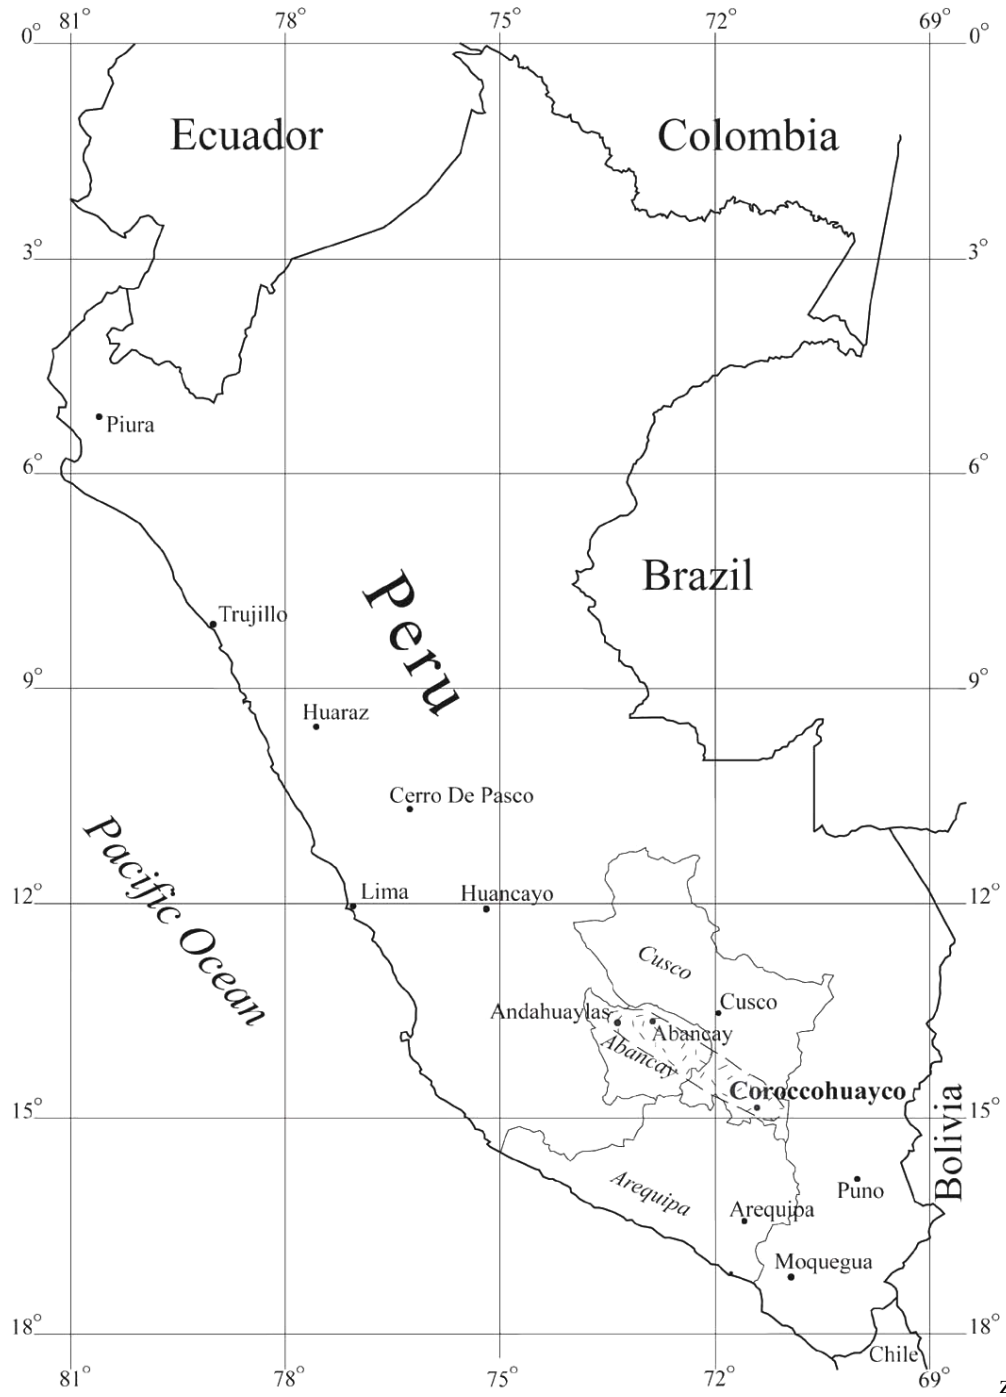 81° 78° 75° 72° 69°
0° 0°
Ecuador Colombia
3° 3°
Piura
6° 6°
Brazil
Peru
Trujillo
9° 9°
Huaraz
Cerro De Pasco
Pacific Ocean
Lima Huancayo
12° 12°
Cusco
Cusco
Andahuaylas
Abancay
Abancay
Coroccohuayco
15° 15°
Bolivia
Arequipa
Puno
Arequipa
Moquegua
18° 18°
Chile
81° 78° 75° 72° 69°
z